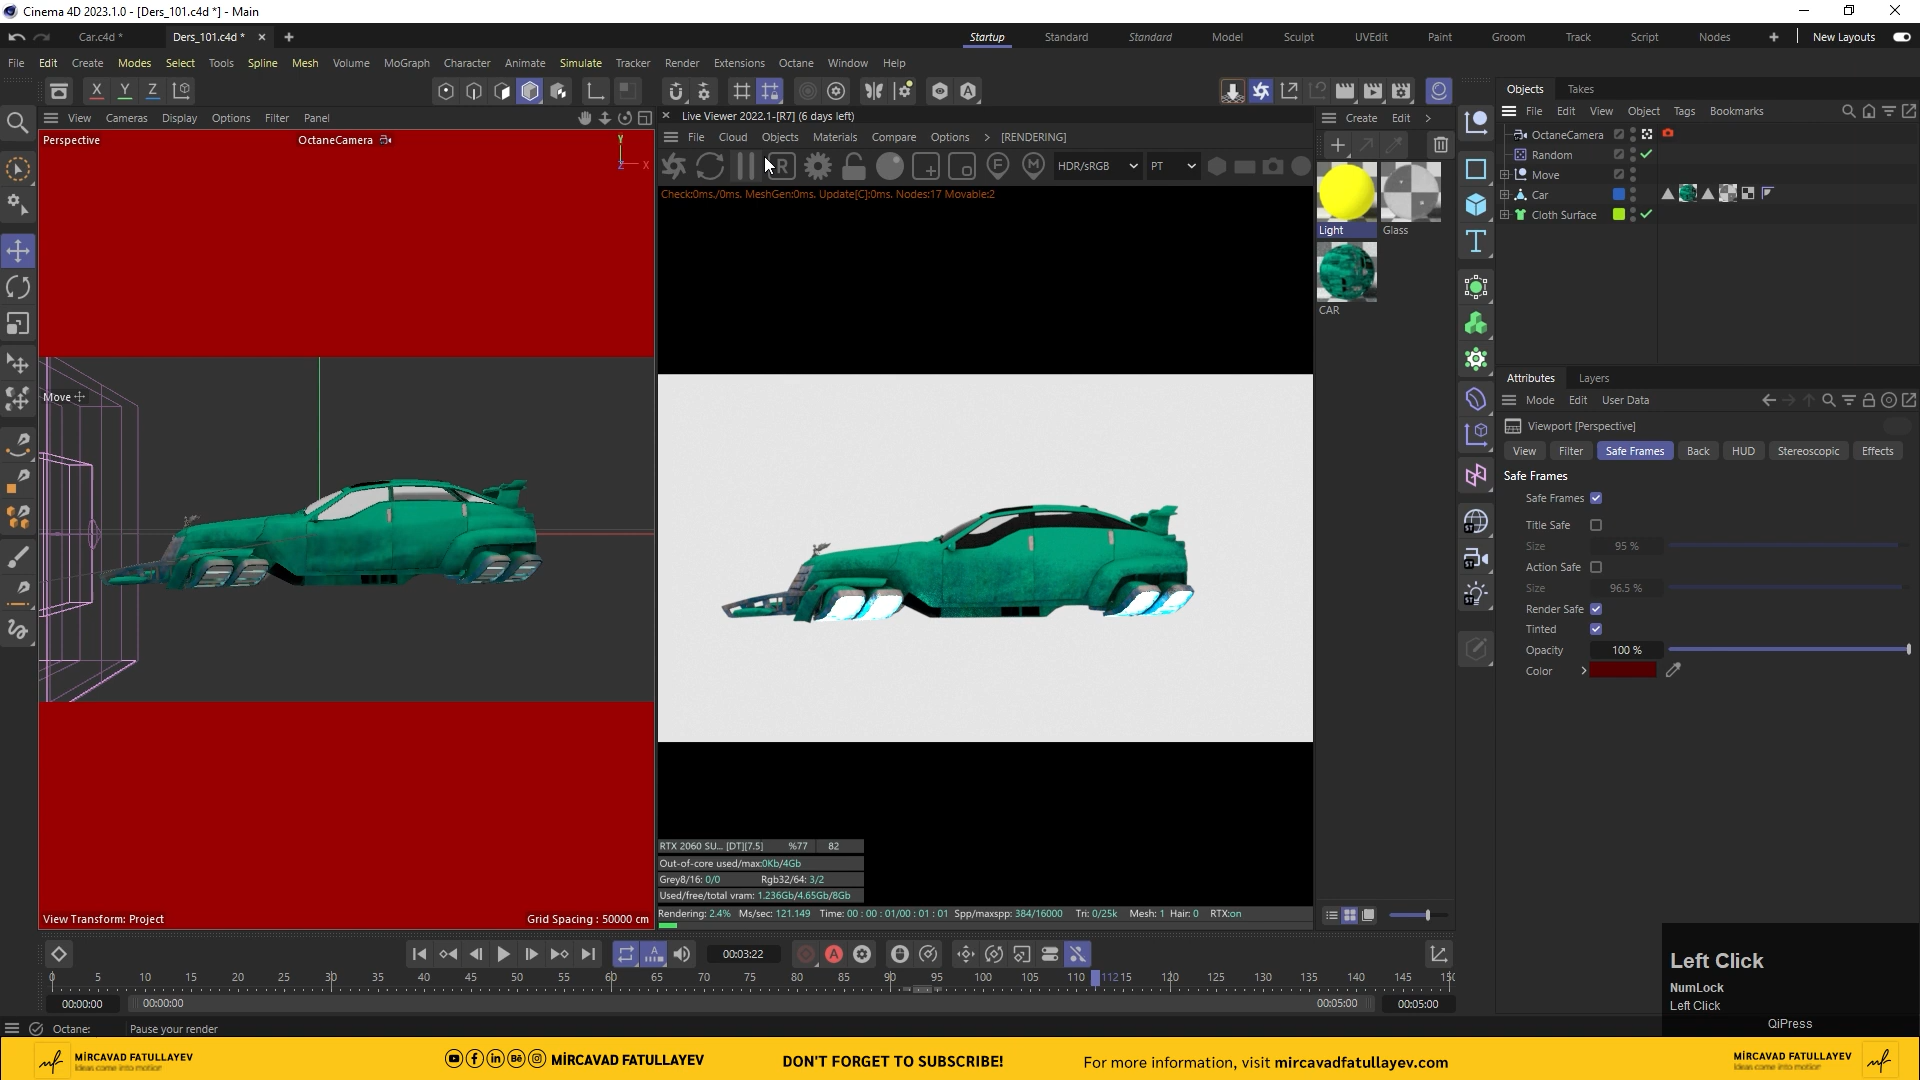 Cinema 4D 2023.1.0 - [Ders_101.c4d *] - Main
Car.c4d *
Ders_101.c4d *
Startup Standard Standard Model Sculpt UVEdit Paint Groom Track Script Nodes New Layouts
File Edit Create Modes Select Tools Spline Mesh Volume MoGraph Character Animate Simulate Tracker Render Extensions Octane Window Help
X Y Z
View Cameras Display Options Filter Panel
Perspective
OctaneCamera
Y
Z X
Move
View Transform: Project
Grid Spacing : 50000 cm
Live Viewer 2022.1-[R7] (6 days left)
File Cloud Objects Materials Compare Options > [RENDERING]
R
F
M
HDR/sRGB
PT
Check:0ms./0ms. MeshGen:0ms. Update[C]:0ms. Nodes:17 Movable:2
RTX 2060 SU... [DT][7.5] %77 82
Out-of-core used/max:0Kb/4Gb
Grey8/16: 0/0 Rgb32/64: 3/2
Used/free/total vram: 1.236Gb/4.65Gb/8Gb
Rendering: 2.4% Ms/sec: 121.149 Time: 00 : 00 : 01/00 : 01 : 01 Spp/maxspp: 384/16000 Tri: 0/25k Mesh: 1 Hair: 0 RTX:on
Create Edit >
Light
Glass
CAR
Objects Takes
File Edit View Object Tags Bookmarks
OctaneCamera
Random
Move
Car
Cloth Surface
Attributes Layers
Mode Edit User Data
Viewport [Perspective]
View Filter Safe Frames Back HUD Stereoscopic Effects
Safe Frames
Safe Frames
Title Safe
Size 95 %
Action Safe
Size 96.5 %
Render Safe
Tinted
Opacity 100 %
Color
00:03:22
0 5 10 15 20 25 30 35 40 45 50 55 60 65 70 75 80 85 90 95 100 105 110 112 115 120 125 130 135 140 145
00:00:00 00:00:00 00:05:00 00:05:00
Octane: Pause your render
Left Click
NumLock
Left Click
QiPress
mf MİRCAVAD FATULLAYEV
Ideas come into motion
MİRCAVAD FATULLAYEV
DON'T FORGET TO SUBSCRIBE!
For more information, visit mircavadfatullayev.com
MİRCAVAD FATULLAYEV mf
Ideas come into motion